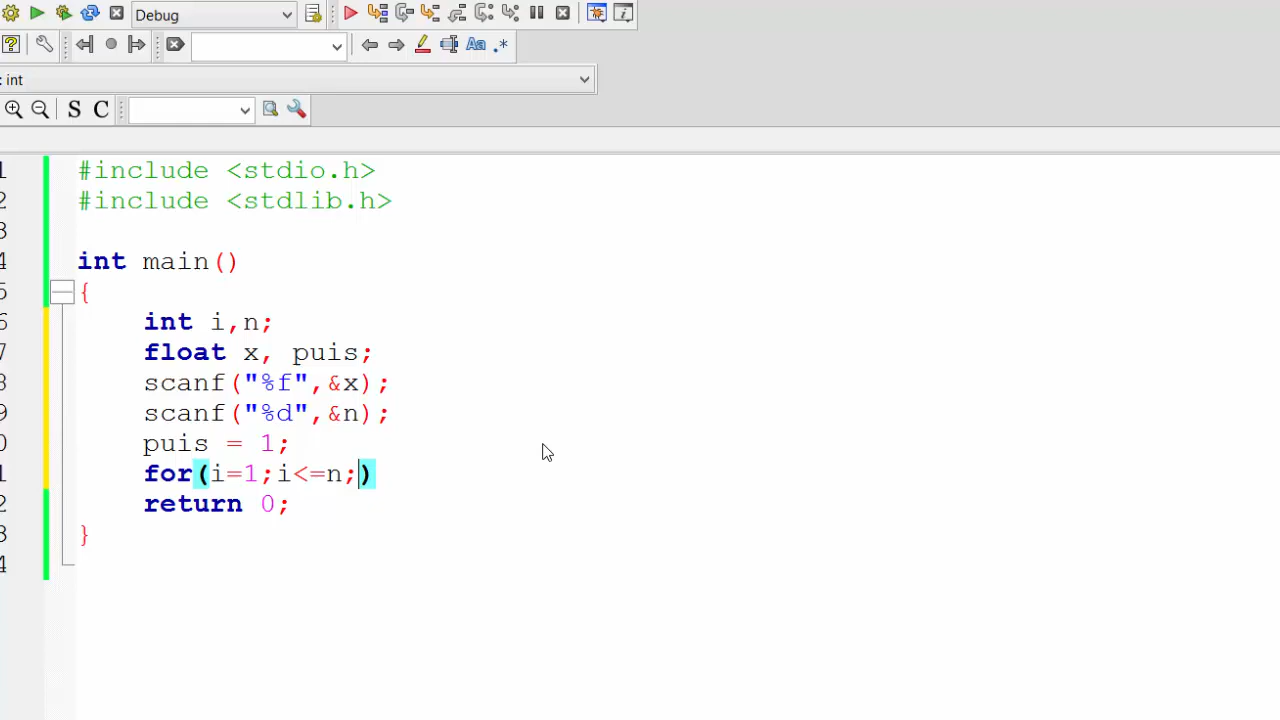 Debug
Aa .*
: int
S C
1 #include <stdio.h>
2 #include <stdlib.h>
3
4 int main()
5 {
6 int i,n;
7 float x, puis;
8 scanf("%f",&x);
9 scanf("%d",&n);
0 puis = 1;
1 for(i=1;i<=n;)
2 return 0;
3 }
4